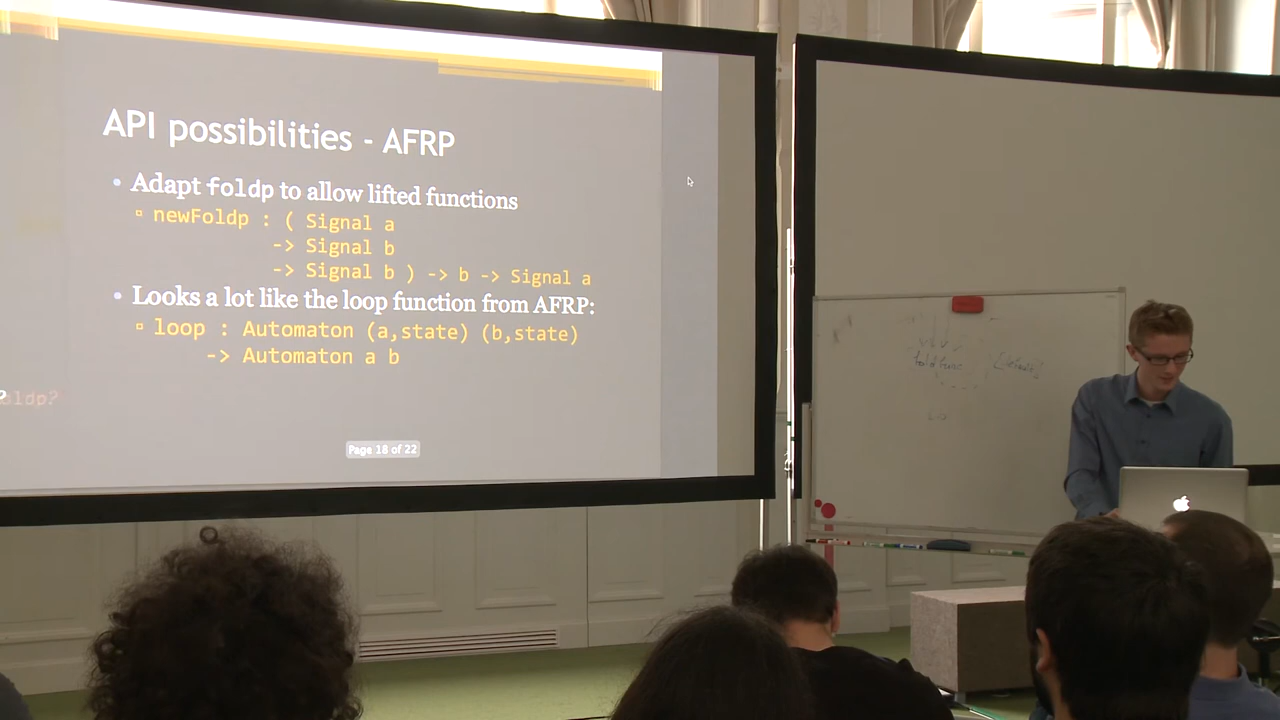 API possibilities - AFRP
• Adapt foldp to allow lifted functions
▫ newFoldp : ( Signal a
-> Signal b
-> Signal b ) -> b -> Signal a
• Looks a lot like the loop function from AFRP:
▫ loop : Automaton (a,state) (b,state)
-> Automaton a b
Page 18 of 22